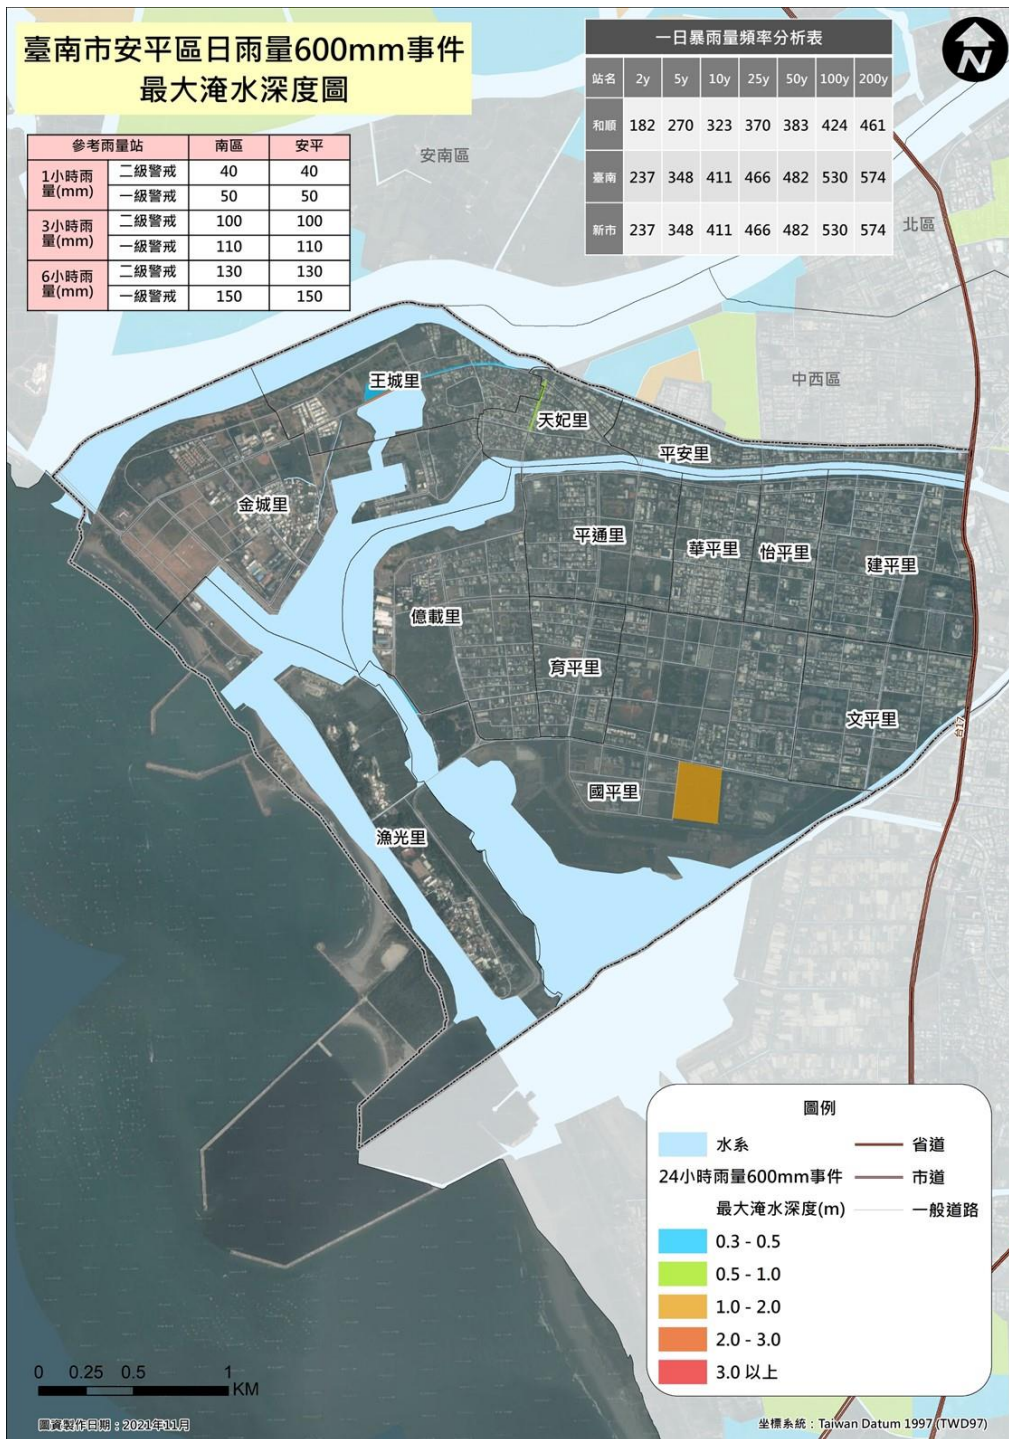 臺南市安平區日雨量600mm事件
最大淹水深度圖
一日暴雨量頻率分析表
站名 2y 5y 10y 25y 50y 100y 200y
和順 182 270 323 370 383 424 461
臺南 237 348 411 466 482 530 574
新市 237 348 411 466 482 530 574
N
參考雨量站 南區 安平
1小時雨量(mm) 二級警戒 40 40
一級警戒 50 50
3小時雨量(mm) 二級警戒 100 100
一級警戒 110 110
6小時雨量(mm) 二級警戒 130 130
一級警戒 150 150
安南區
北區
中西區
王城里
天妃里
平安里
金城里
平通里
華平里
怡平里
建平里
億載里
育平里
文平里
台17
國平里
漁光里
圖例
水系
省道
24小時雨量600mm事件
市道
最大淹水深度(m)
一般道路
0.3 - 0.5
0.5 - 1.0
1.0 - 2.0
2.0 - 3.0
3.0 以上
0 0.25 0.5 1
KM
圖資製作日期：2021年11月
坐標系統：Taiwan Datum 1997 (TWD97)